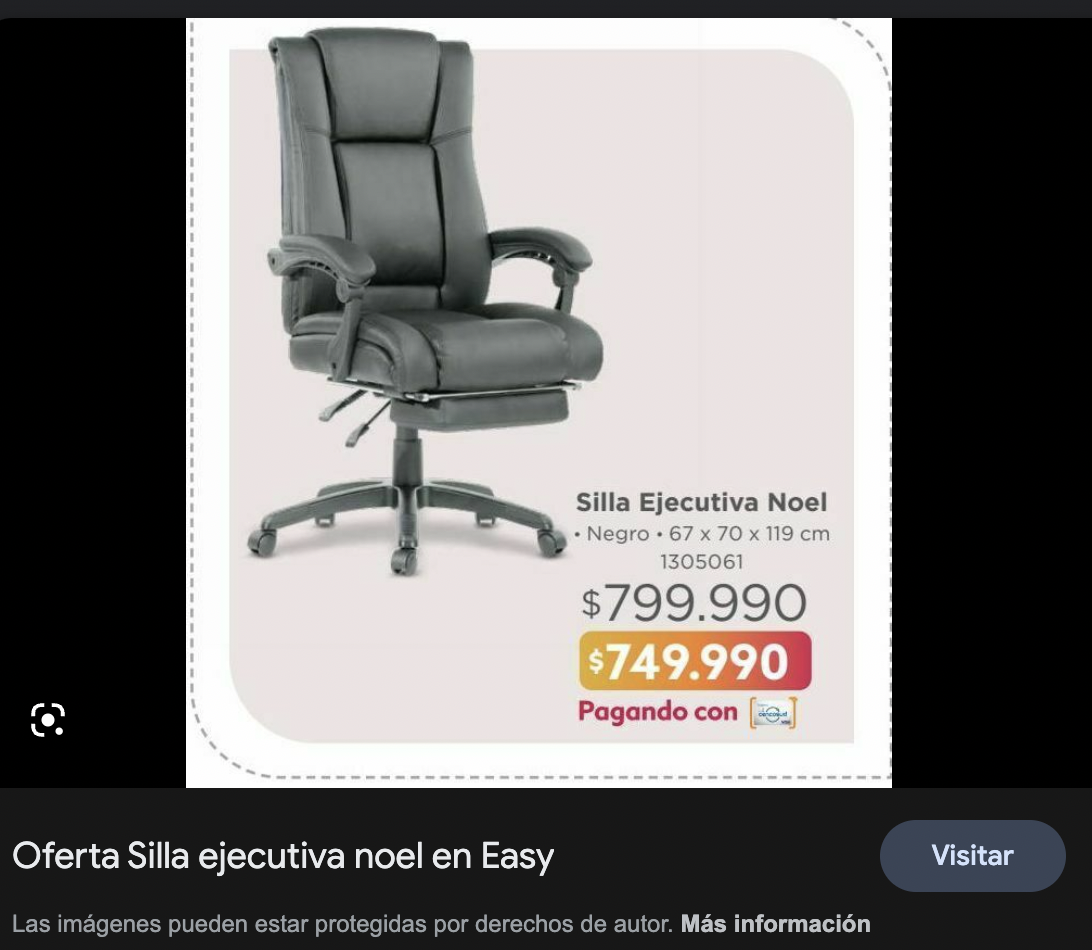 Silla Ejecutiva Noel
• Negro • 67 x 70 x 119 cm
1305061
$799.990
$749.990
Pagando con
cencosud
Oferta Silla ejecutiva noel en Easy
Visitar
Las imágenes pueden estar protegidas por derechos de autor. Más información